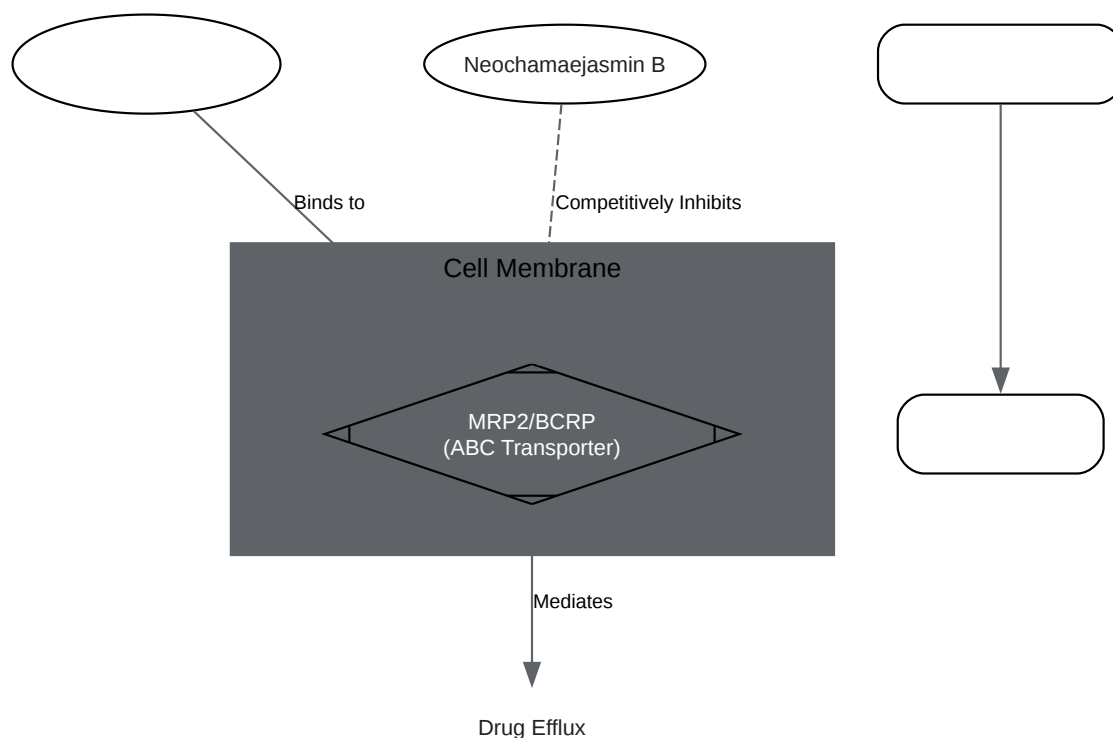 Neochamaejasmin B
Binds to
Competitively Inhibits
Cell Membrane
MRP2/BCRP
(ABC Transporter)
Mediates
Drug Efflux